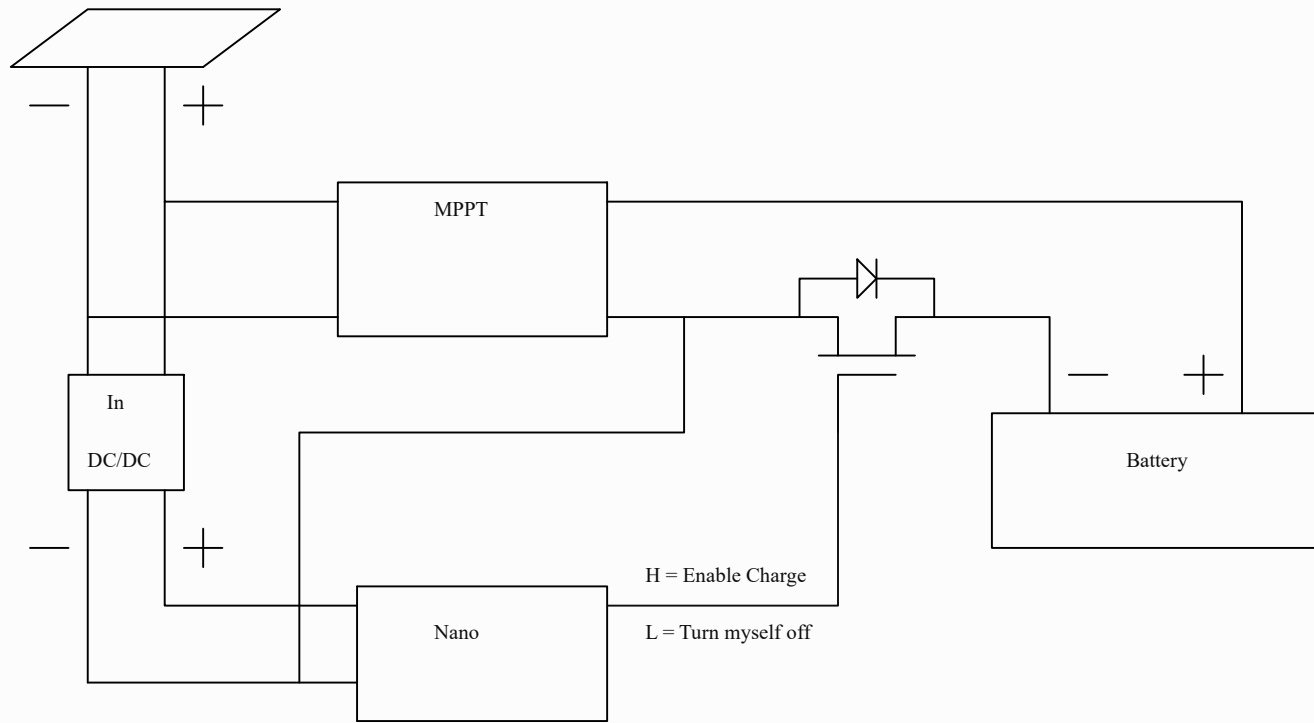 MPPT
In
DC/DC
Battery
H = Enable Charge
Nano
L = Turn myself off